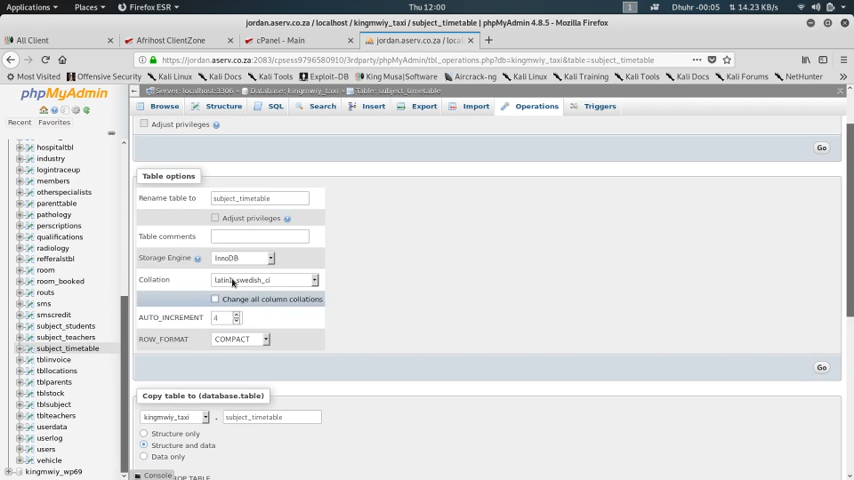 Applications Places Firefox ESR Thu 12:00 1 Dhuhr -00:05 14.23 KB/s
jordan.aserv.co.za / localhost / kingmwiy_taxi / subject_timetable | phpMyAdmin 4.8.5 - Mozilla Firefox
All Client
Afrihost ClientZone
cPanel - Main
jordan.aserv.co.za / local
https://jordan.aserv.co.za:2083/cpsess9796580910/3rdparty/phpMyAdmin/tbl_operations.php?db=kingmwiy_taxi&table=subject_timetable
Most Visited Offensive Security Kali Linux Kali Docs Kali Tools Exploit-DB King Musa|Software Aircrack-ng Kali Linux Kali Training Kali Tools Kali Docs Kali Forums NetHunter
phpMyAdmin
Recent Favorites
hospitaltbl
industry
logintraceup
members
otherspecialists
parenttable
pathology
perscriptions
qualifications
radiology
refferalstbl
room
room_booked
routs
sms
smscredit
subject_students
subject_teachers
subject_timetable
tblinvoice
tbllocations
tblparents
tblstock
tblsubject
tblteachers
userdata
userlog
users
vehicle
kingmwiy_wp69
Server: localhost:3306 » Database: kingmwiy_taxi » Table: subject_timetable
Browse Structure SQL Search Insert Export Import Operations Triggers
Adjust privileges
Go
Table options
Rename table to subject_timetable
Adjust privileges
Table comments
Storage Engine InnoDB
Collation latin1_swedish_ci
Change all column collations
AUTO_INCREMENT 4
ROW_FORMAT COMPACT
Go
Copy table to (database.table)
kingmwiy_taxi . subject_timetable
Structure only
Structure and data
Data only
Console